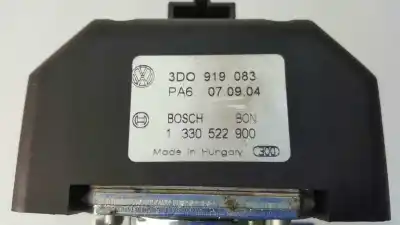 3D0 919 083
PA6 07.09.04
BOSCH BON
1 330 522 900
Made in Hungary